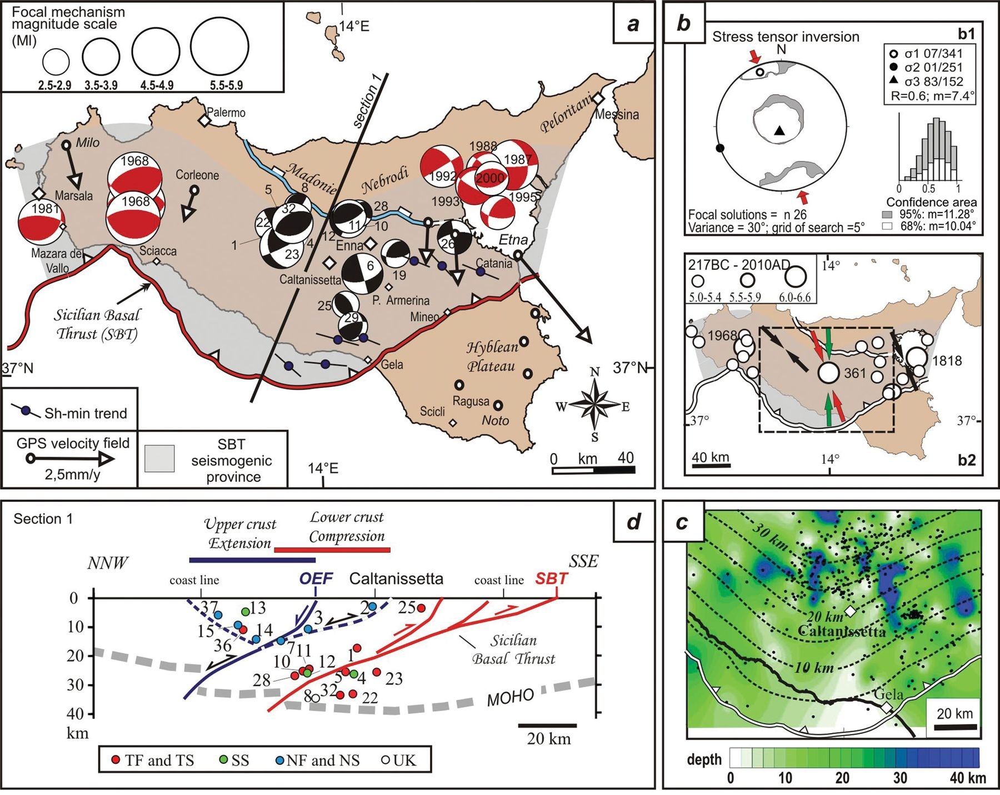 Focal mechanism
magnitude scale
(Ml)
2.5-2.9
3.5-3.9
4.5-4.9
5.5-5.9
14°E
a
section 1
Palermo
Peloritani
Messina
Milo
1968
Corleone
Madonie
Nebrodi
1988
1987
1992
2000
1993
1995
Marsala
1981
1968
5
8
32
22
28
11
10
12
1
4
23
Enna
26
Etna
Mazara del
Vallo
Sciacca
Caltanissetta
6
19
Catania
Sicilian Basal
Thrust (SBT)
25
P. Armerina
29
Mineo
Hyblean
Plateau
37°N
Gela
37°N
N
W
E
S
Ragusa
Scicli
Noto
Sh-min trend
GPS velocity field
2,5mm/y
SBT
seismogenic
province
14°E
0 km 40
b
Stress tensor inversion
b1
N
σ1 07/341
σ2 01/251
σ3 83/152
R=0.6; m=7.4°
0 0.5 1
Confidence area
95%: m=11.28°
68%: m=10.04°
Focal solutions = n 26
Variance = 30°; grid of search =5°
217BC - 2010AD
5.0-5.4
5.5-5.9
6.0-6.6
14°
1968
361
1818
37°
37°
40 km
14°
b2
Section 1
d
Upper crust
Extension
Lower crust
Compression
NNW
SSE
coast line
OEF
Caltanissetta
coast line
SBT
0
10
20
30
40
km
37
13
15
36
14
3
2
25
7
11
10
12
1
28
5
4
23
8
32
22
Sicilian
Basal Thrust
MOHO
20 km
TF and TS
SS
NF and NS
UK
c
30 km
20 km
Caltanissetta
10 km
Gela
20 km
depth
0 10 20 30 40 km